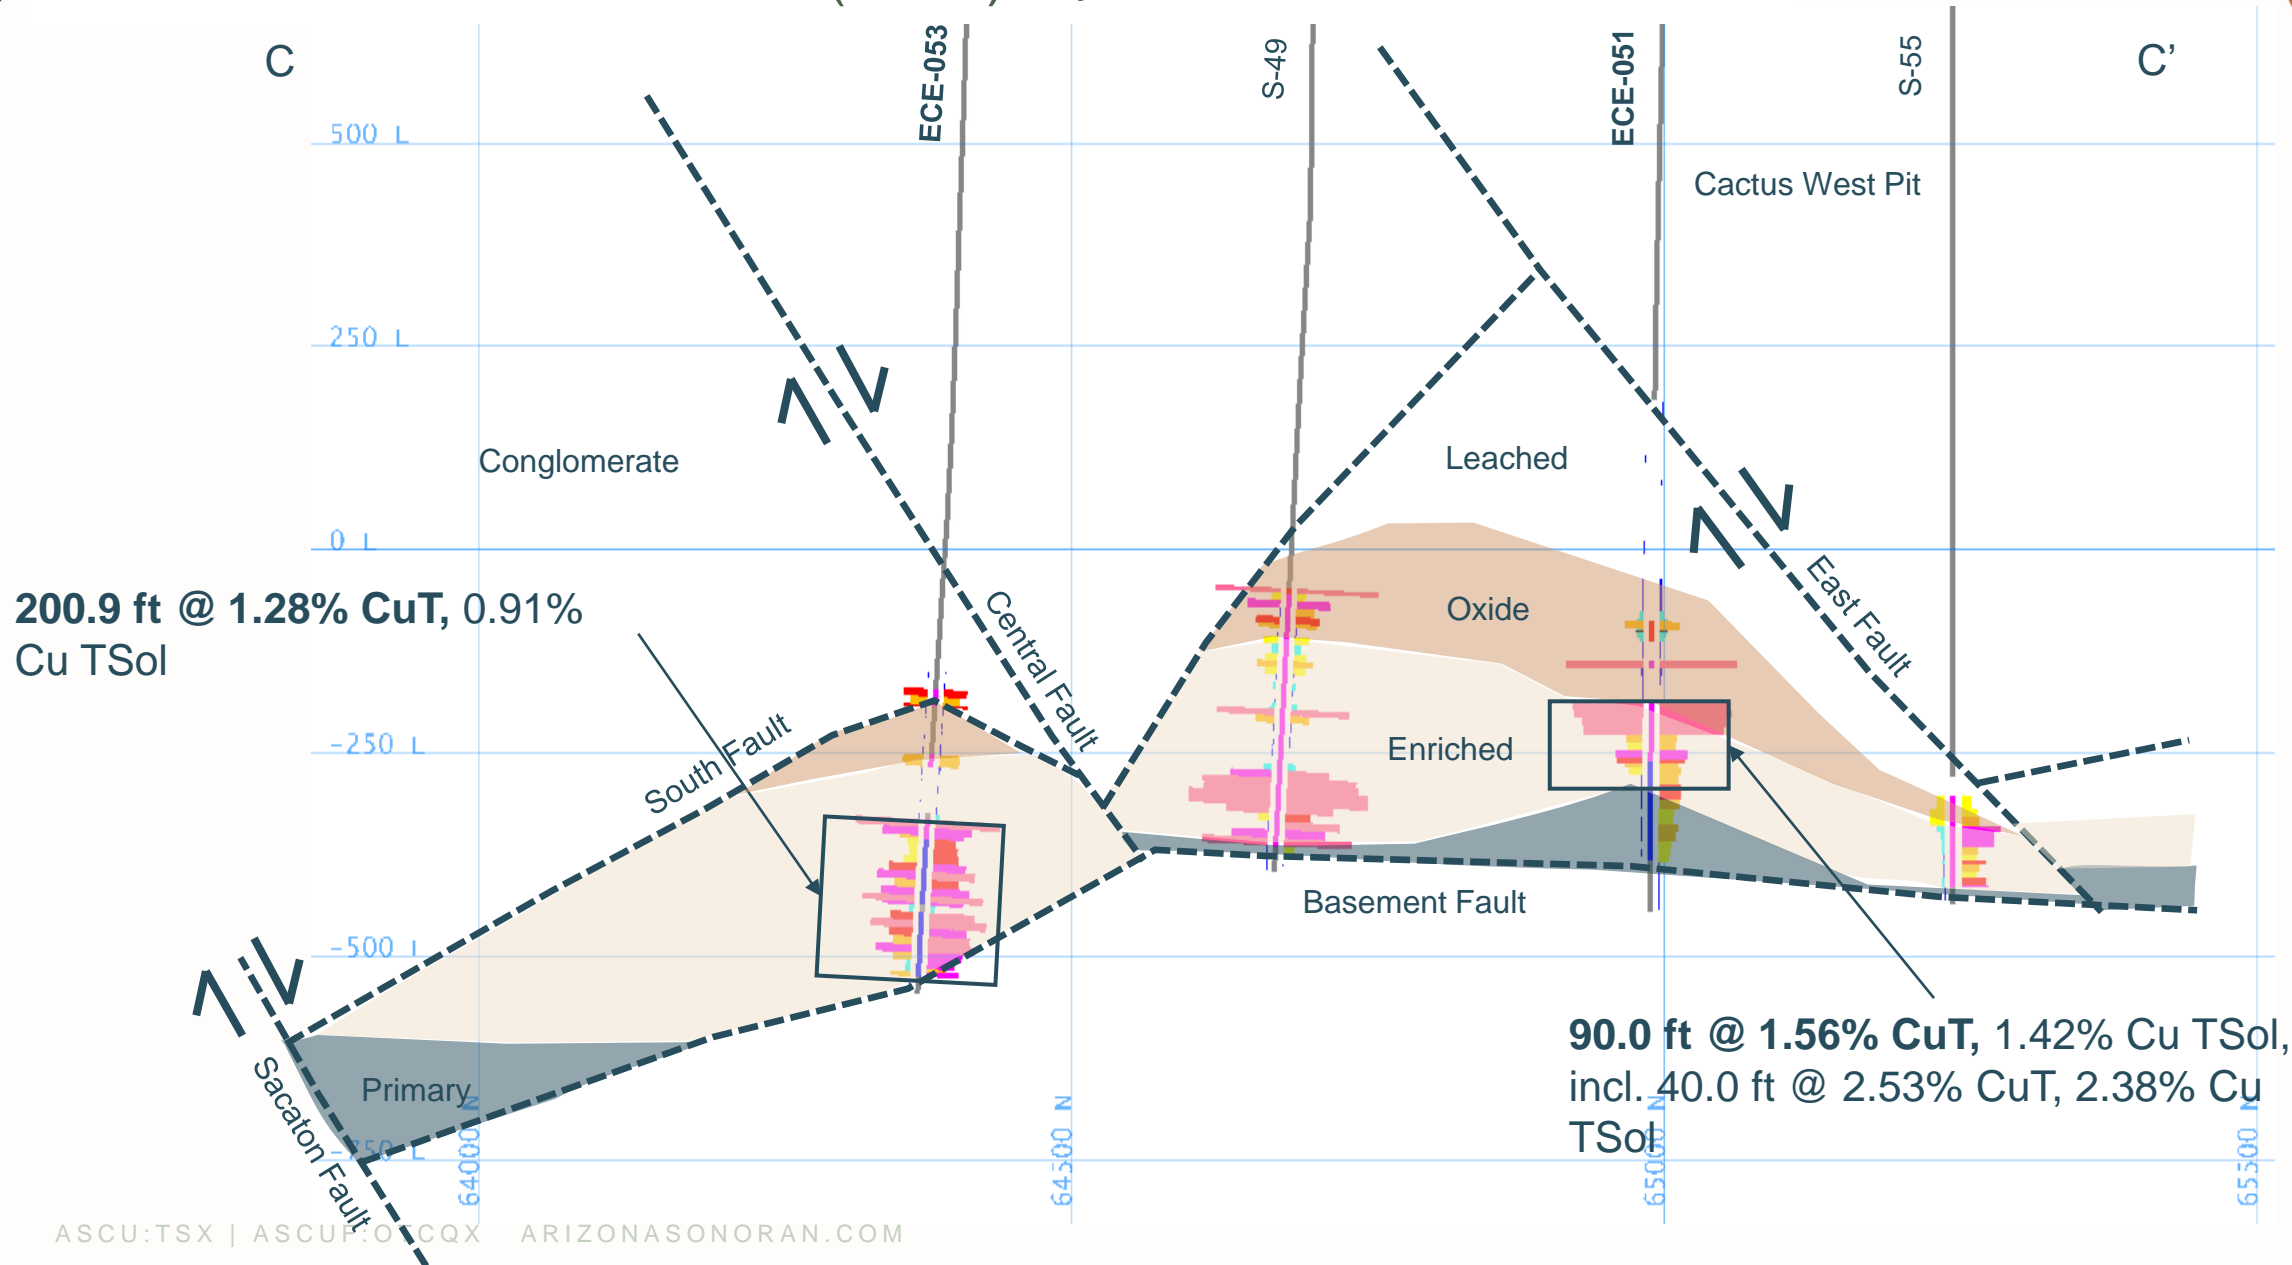 C
ECE-053
S-49
ECE-051
S-55
C’
500 L
Cactus West Pit
250 L
Conglomerate
Leached
0 L
200.9 ft @ 1.28% CuT, 0.91%
Cu TSol
Central Fault
Oxide
East Fault
South Fault
-250 L
Enriched
Basement Fault
-500 L
90.0 ft @ 1.56% CuT, 1.42% Cu TSol,
incl. 40.0 ft @ 2.53% CuT, 2.38% Cu
TSol
Primary
Sacaton Fault
-750 L
64000 N
64500 N
65000 N
65500 N
ASCU:TSX | ASCUF:OTCQX ARIZONASONORAN.COM